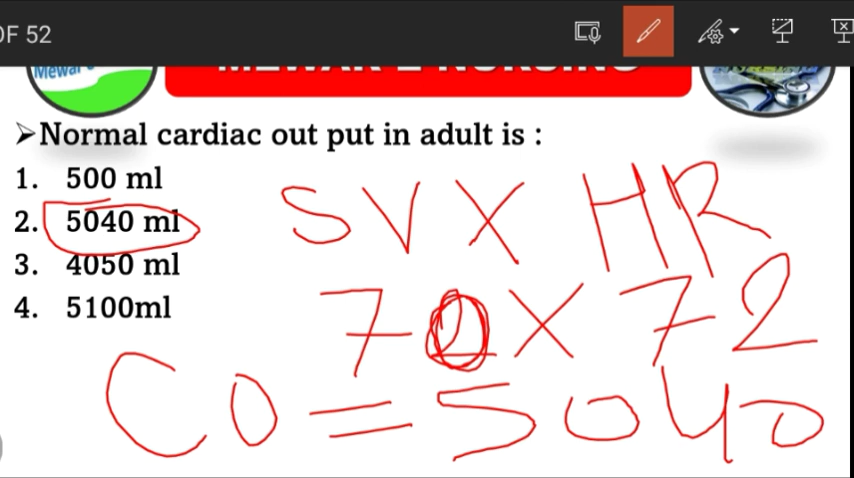 OF 52
➢Normal cardiac out put in adult is :
1. 500 ml
2. 5040 ml
3. 4050 ml
4. 5100ml
SV X HR
70 X 72
CO = 5040